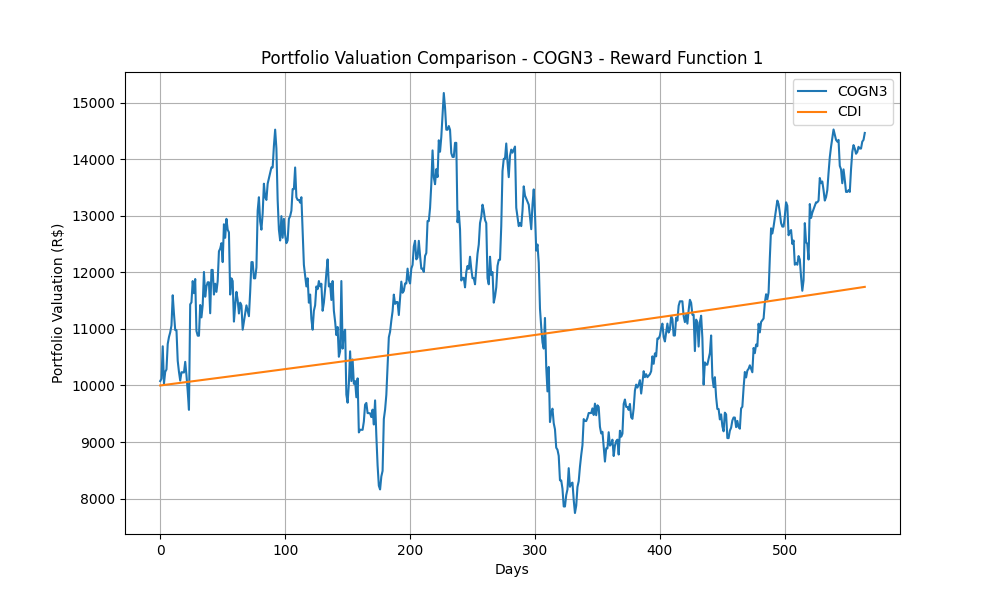 Portfolio Valuation Comparison - COGN3 - Reward Function 1
COGN3
CDI
Portfolio Valuation (R$)
15000
14000
13000
12000
11000
10000
9000
8000
0 100 200 300 400 500
Days